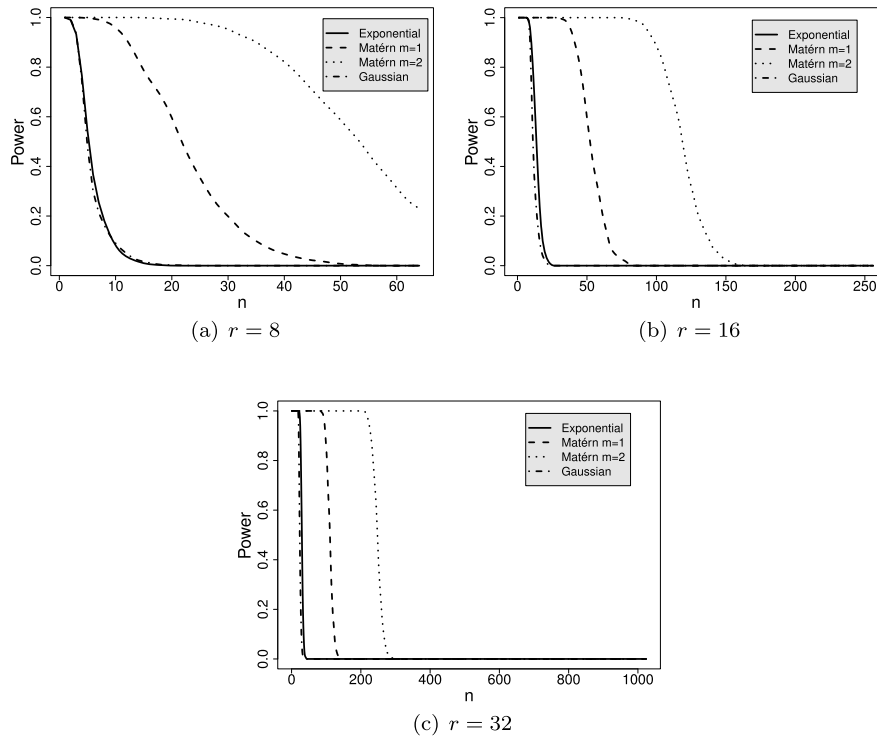 Power
1.0
0.8
0.6
0.4
0.2
0.0
Exponential
Matérn m=1
Matérn m=2
Gaussian
0 10 20 30 40 50 60
n
(a) r = 8
Power
1.0
0.8
0.6
0.4
0.2
0.0
Exponential
Matérn m=1
Matérn m=2
Gaussian
0 50 100 150 200 250
n
(b) r = 16
Power
1.0
0.8
0.6
0.4
0.2
0.0
Exponential
Matérn m=1
Matérn m=2
Gaussian
0 200 400 600 800 1000
n
(c) r = 32